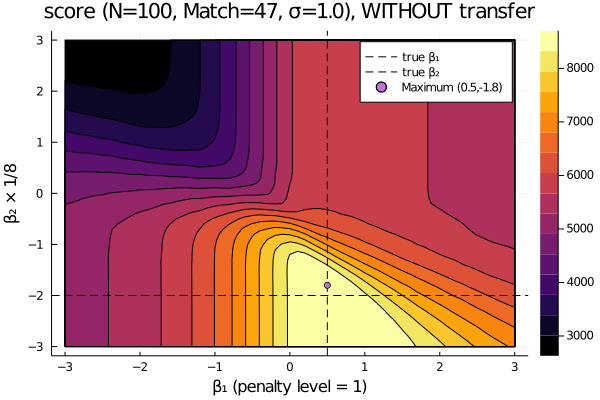 score (N=100, Match=47, σ=1.0), WITHOUT transfer
true β₁
true β₂
Maximum (0.5,-1.8)
3
2
1
0
−1
−2
−3
β₂ × 1/8
−3 −2 −1 0 1 2 3
β₁ (penalty level = 1)
8000
7000
6000
5000
4000
3000